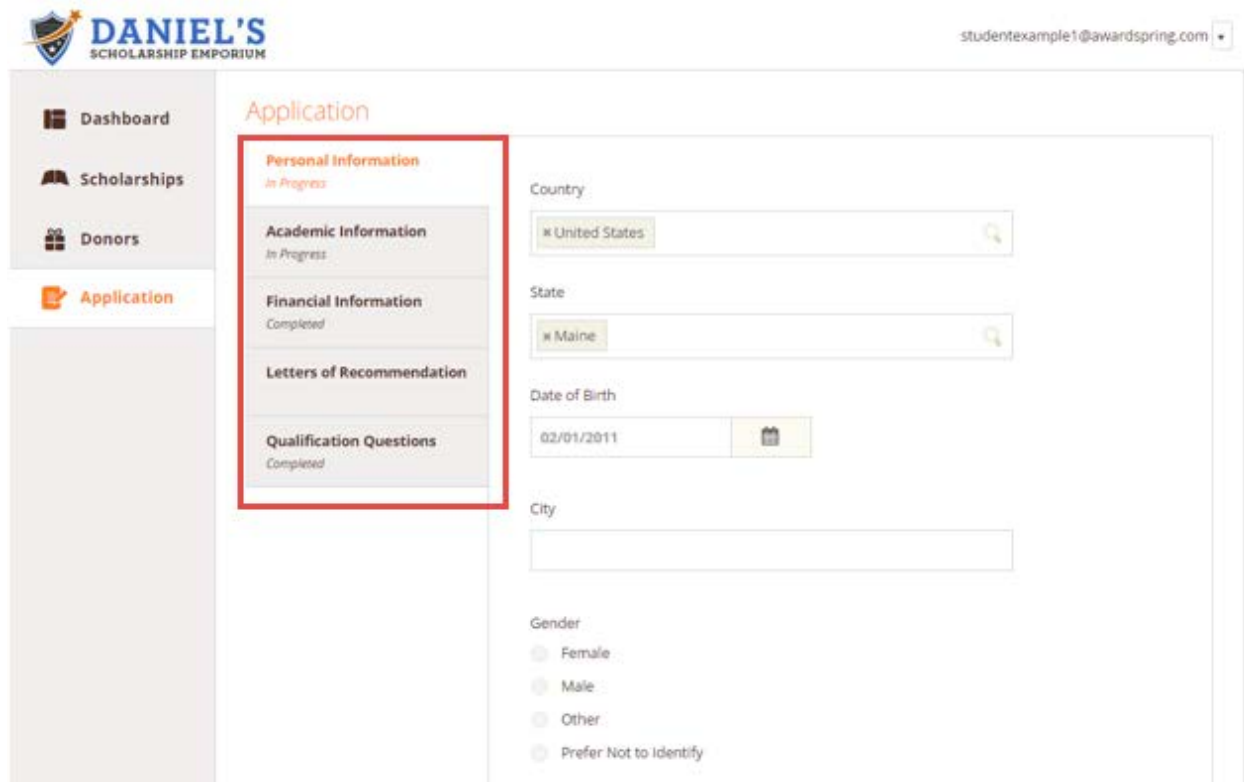 DANIEL'S
SCHOLARSHIP EMPORIUM
studentexample1@awardspring.com
Dashboard
Scholarships
Donors
Application
Application
Personal Information
In Progress
Academic Information
In Progress
Financial Information
Completed
Letters of Recommendation
Qualification Questions
Completed
Country
× United States
State
× Maine
Date of Birth
02/01/2011
City
Gender
Female
Male
Other
Prefer Not to Identify